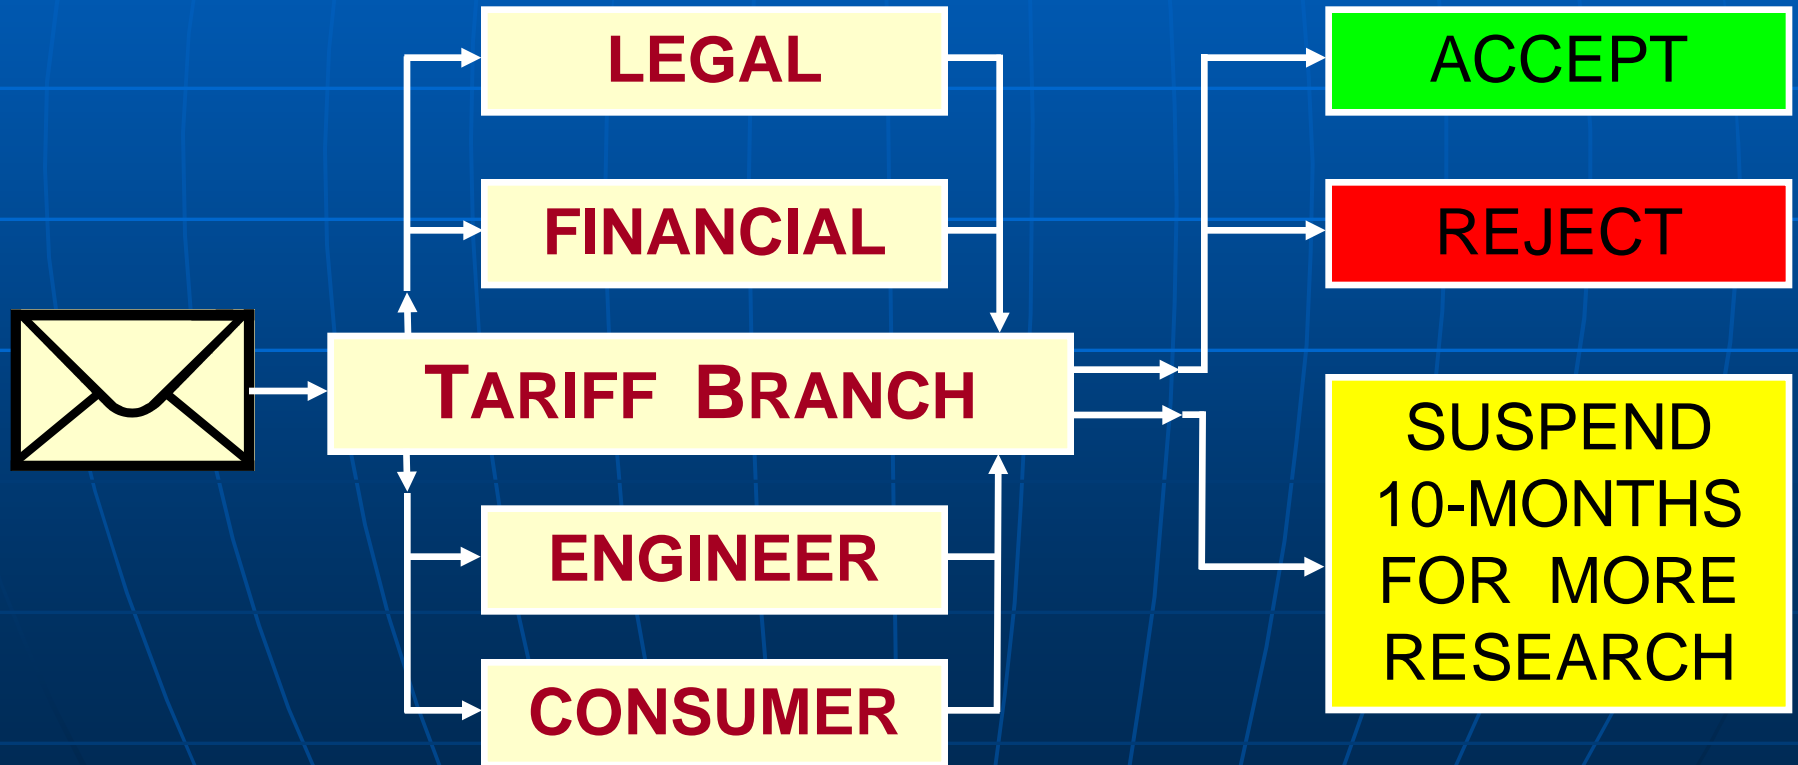 LEGAL
FINANCIAL
TARIFF BRANCH
ENGINEER
CONSUMER
ACCEPT
REJECT
SUSPEND
10-MONTHS
FOR MORE
RESEARCH